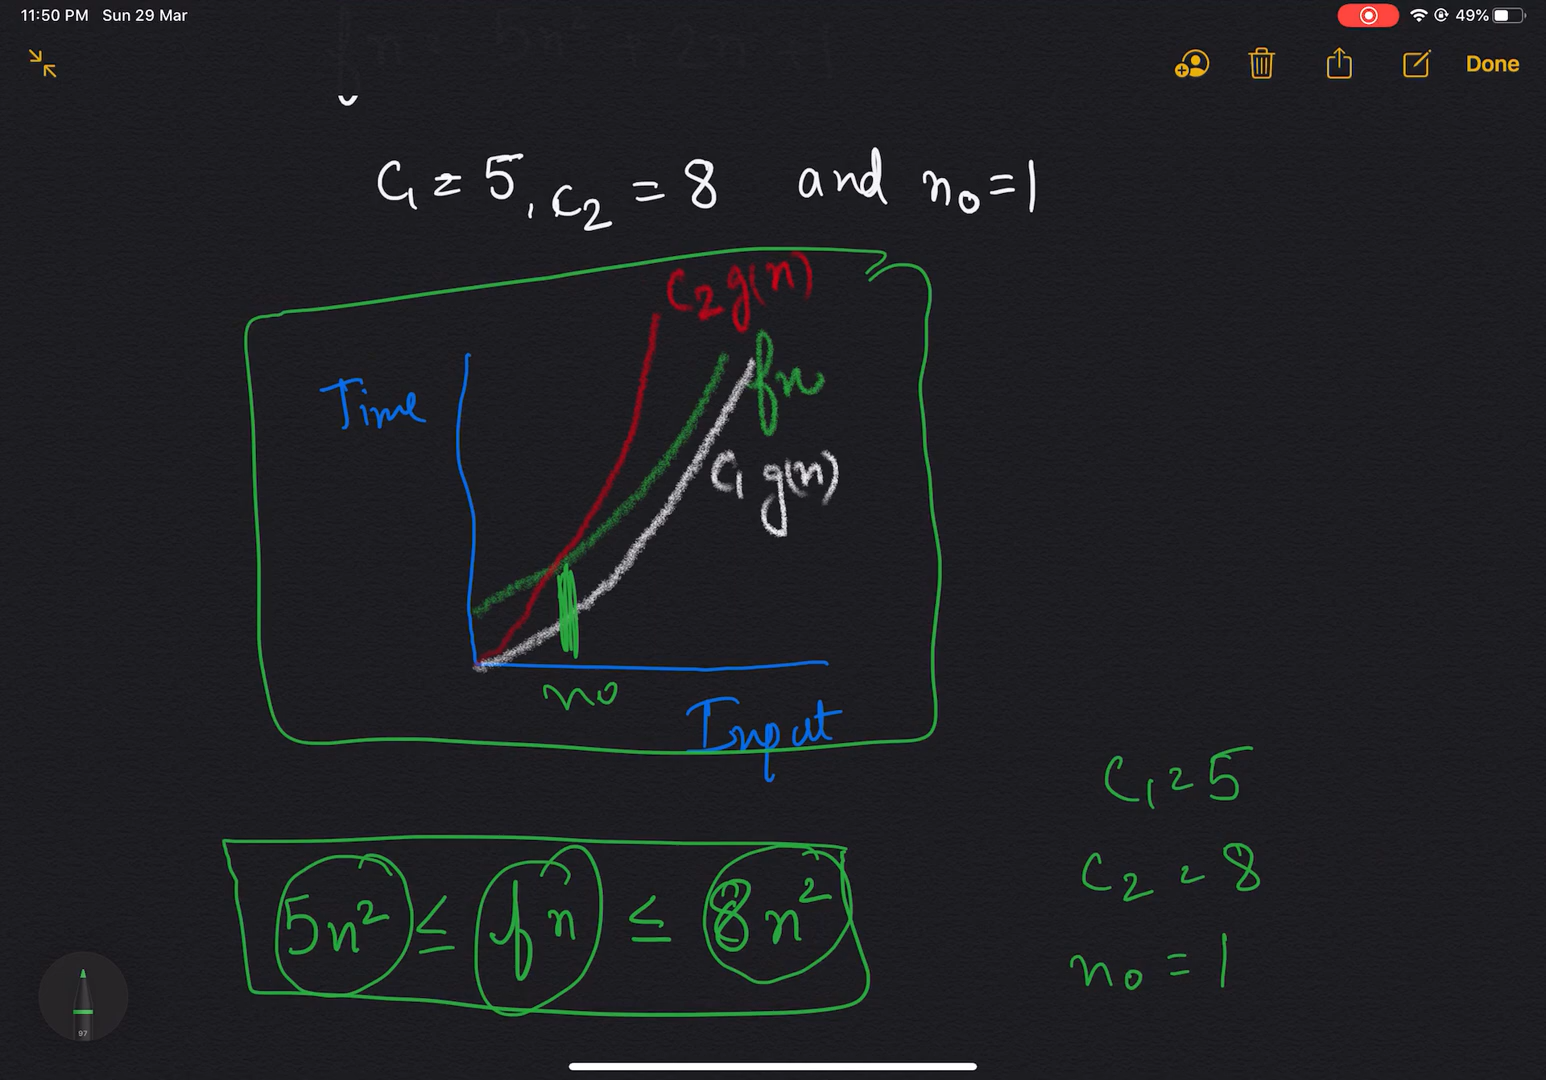 11:50 PM Sun 29 Mar
49%
Done
C1 = 5, C2 = 8 and n0 = 1
C2 g(n)
fn
Time
C1 g(n)
n0
Input
C1 = 5
5n² ≤ fn ≤ 8n²
C2 = 8
n0 = 1
97